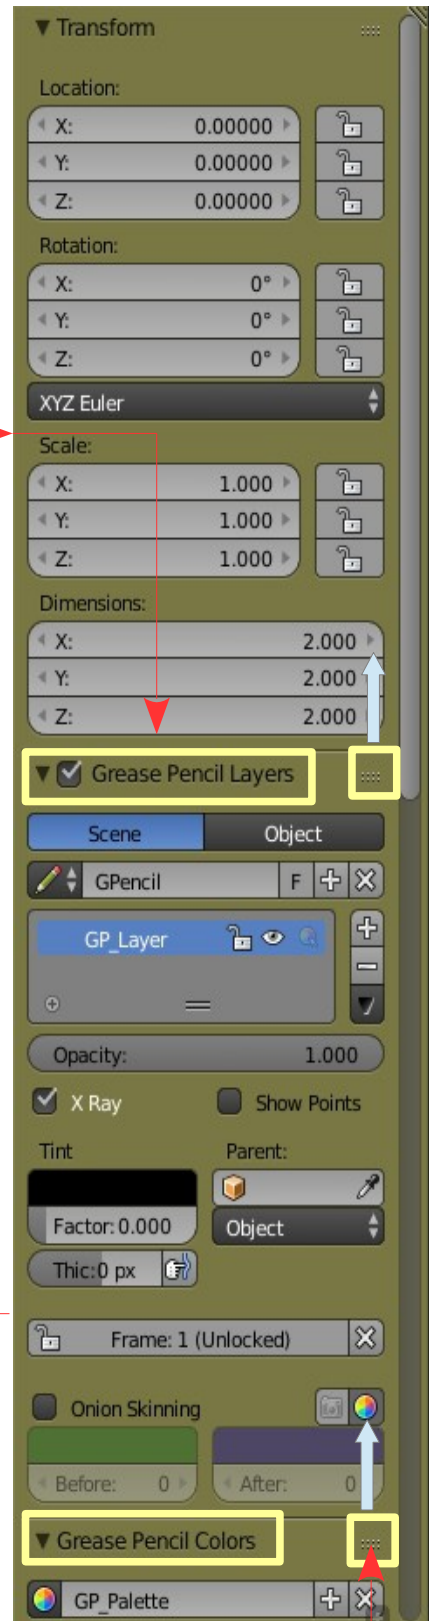 Transform
Location:
X: 0.00000
Y: 0.00000
Z: 0.00000
Rotation:
X: 0°
Y: 0°
Z: 0°
XYZ Euler
Scale:
X: 1.000
Y: 1.000
Z: 1.000
Dimensions:
X: 2.000
Y: 2.000
Z: 2.000
Grease Pencil Layers
Scene Object
GPencil F
GP_Layer
Opacity: 1.000
X Ray Show Points
Tint Parent:
Factor: 0.000 Object
Thic: 0 px
Frame: 1 (Unlocked)
Onion Skinning
Before: 0 After: 0
Grease Pencil Colors
GP_Palette